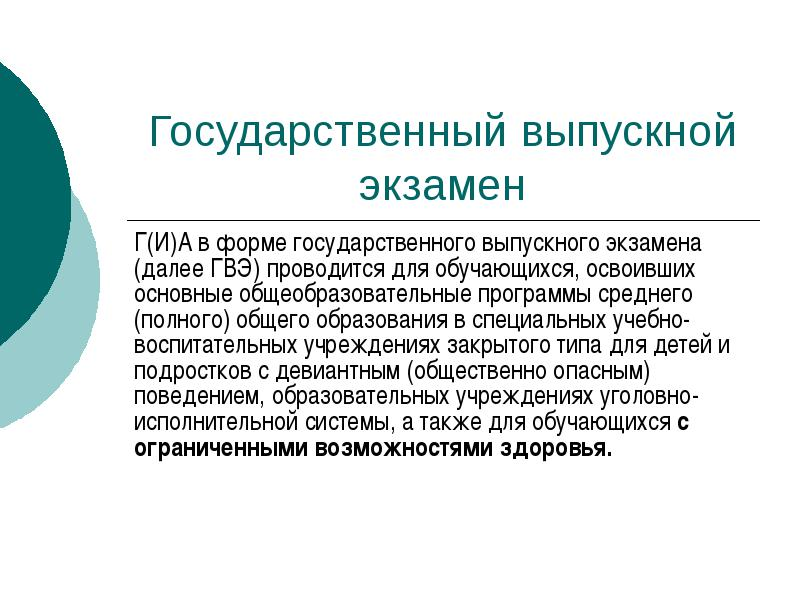 Государственный выпускной
экзамен
Г(И)А в форме государственного выпускного экзамена
(далее ГВЭ) проводится для обучающихся, освоивших
основные общеобразовательные программы среднего
(полного) общего образования в специальных учебно-
воспитательных учреждениях закрытого типа для детей и
подростков с девиантным (общественно опасным)
поведением, образовательных учреждениях уголовно-
исполнительной системы, а также для обучающихся с
ограниченными возможностями здоровья.